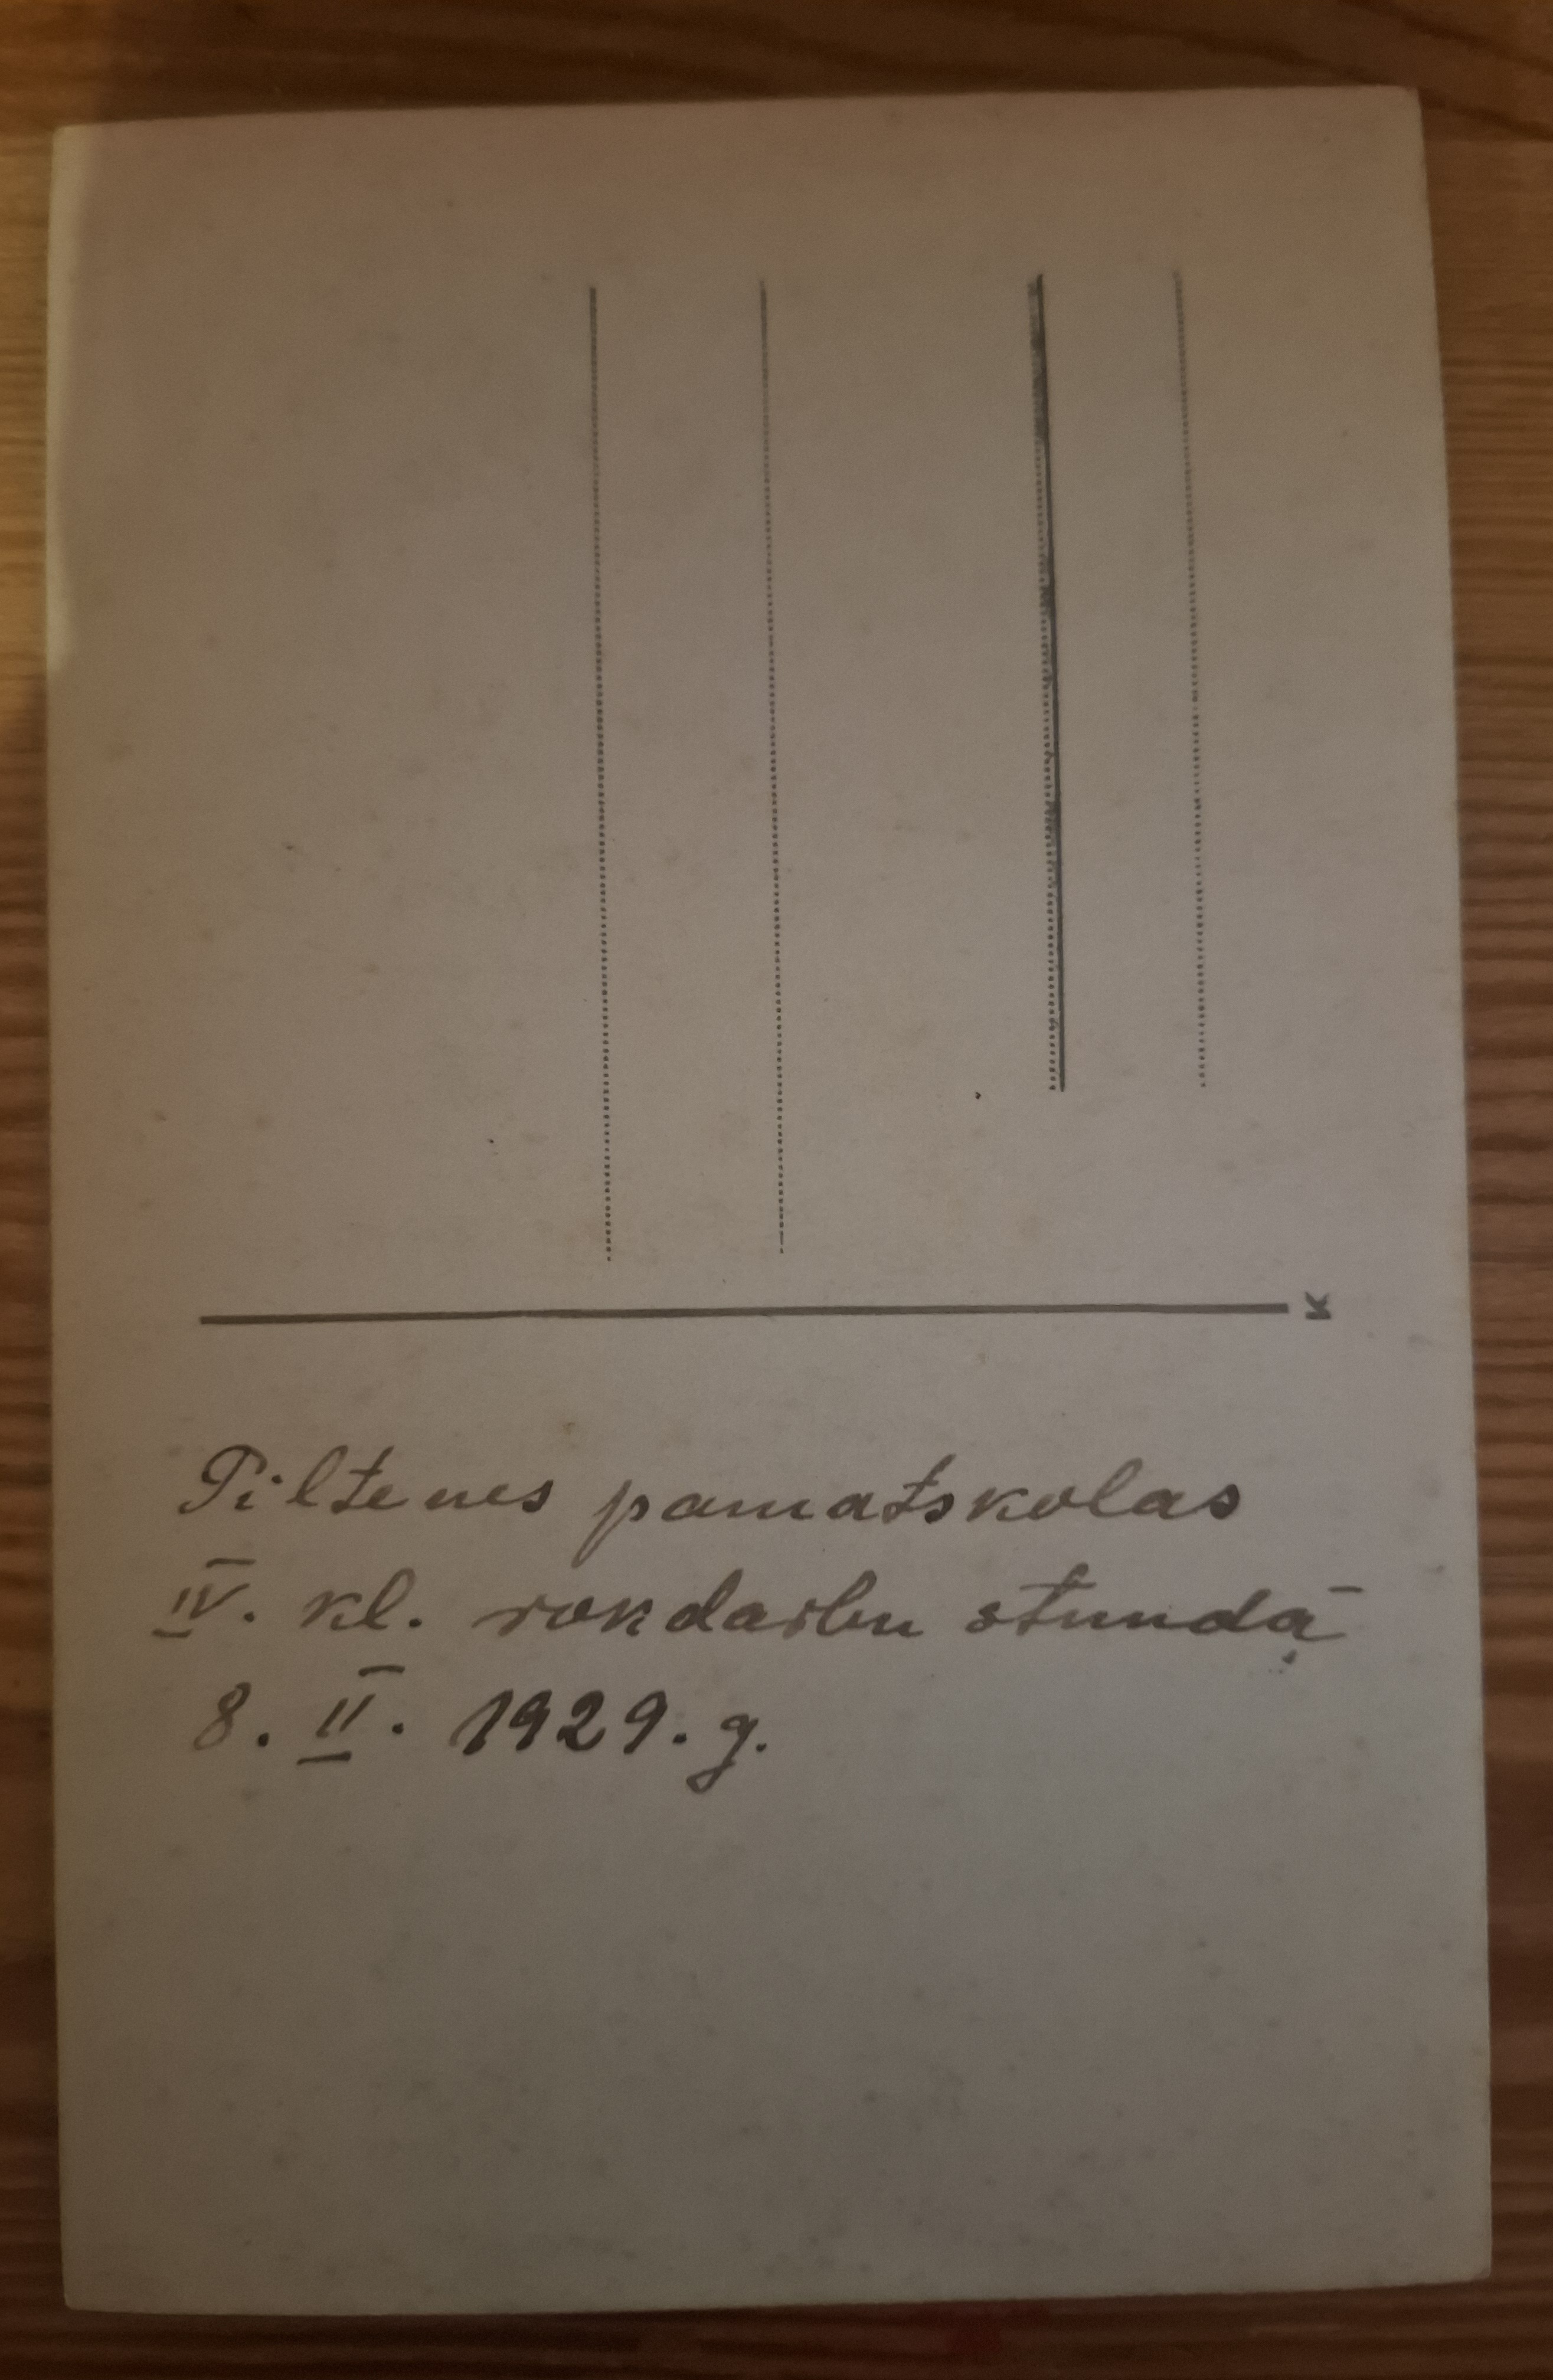 K
Piltenes pamatskolas
IV. kl. rokdarbu stundā
8. II. 1929. g.